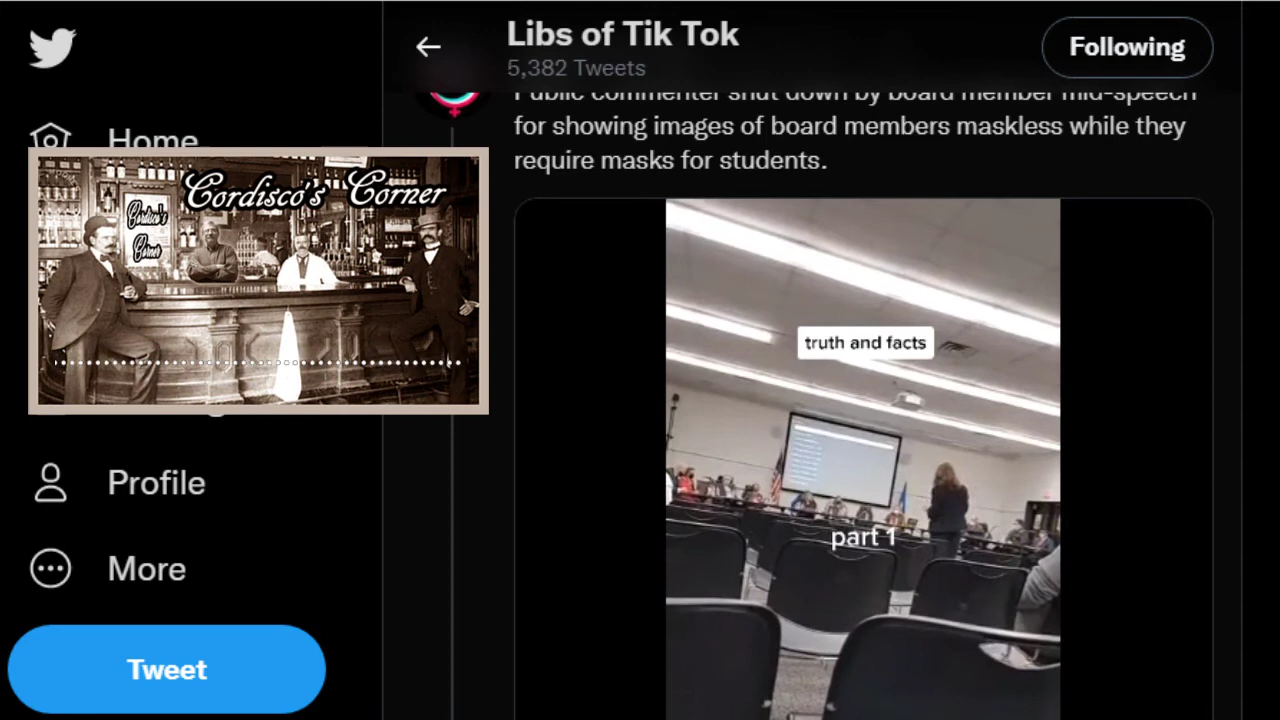 Libs of Tik Tok
5,382 Tweets
Following
Home
Public commenter shut down by board member mid-speech
for showing images of board members maskless while they
require masks for students.
Cordisco's Corner
Cordisco's
Corner
truth and facts
part 1
Profile
More
Tweet